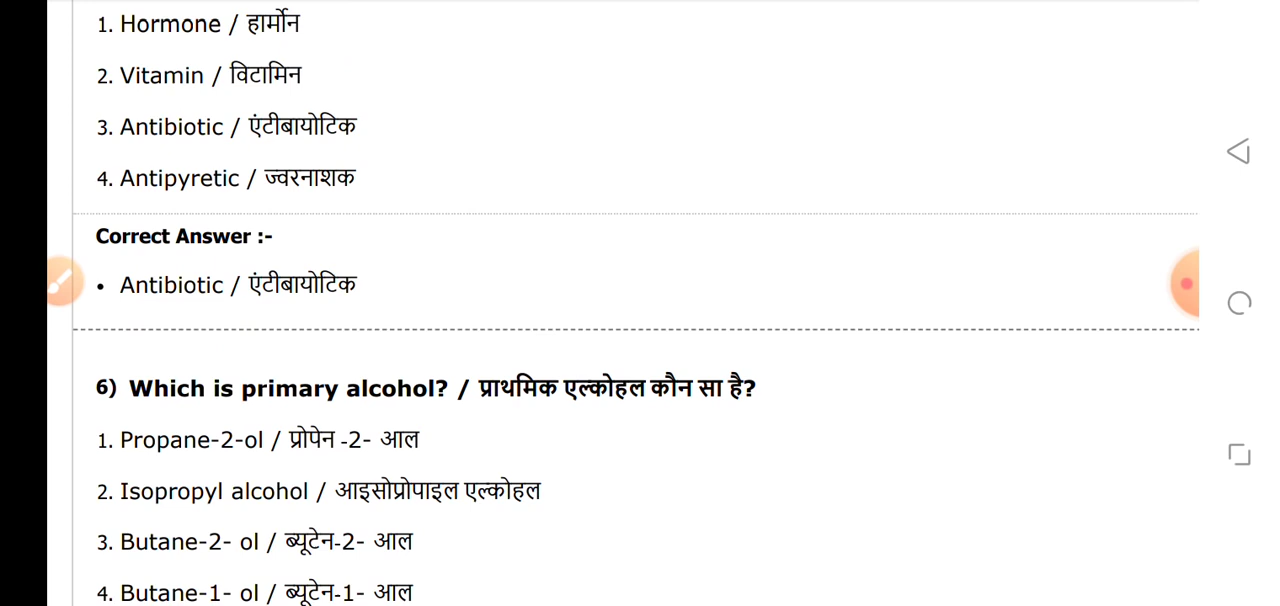 1. Hormone / हार्मोन
2. Vitamin / विटामिन
3. Antibiotic / एंटीबायोटिक
4. Antipyretic / ज्वरनाशक
Correct Answer :-
• Antibiotic / एंटीबायोटिक
6) Which is primary alcohol? / प्राथमिक एल्कोहल कौन सा है?
1. Propane-2-ol / प्रोपेन -2- आल
2. Isopropyl alcohol / आइसोप्रोपाइल एल्कोहल
3. Butane-2- ol / ब्यूटेन-2- आल
4. Butane-1- ol / ब्यूटेन-1- आल